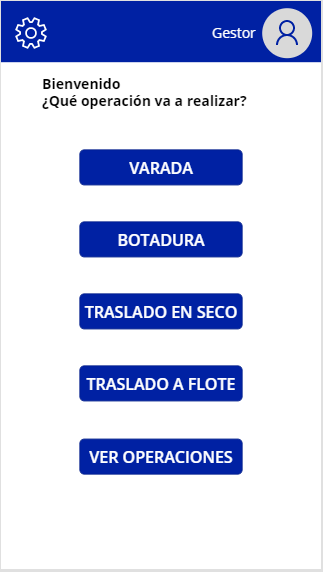 Gestor
Bienvenido
¿Qué operación va a realizar?
VARADA
BOTADURA
TRASLADO EN SECO
TRASLADO A FLOTE
VER OPERACIONES